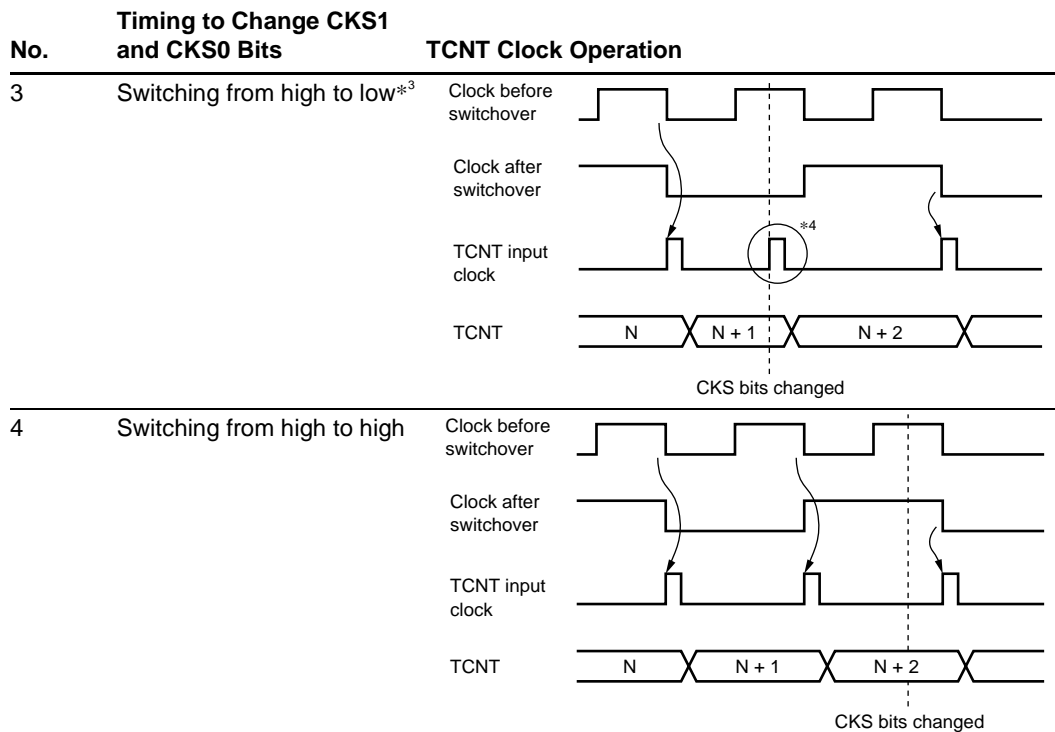 No. Timing to Change CKS1 and CKS0 Bits TCNT Clock Operation
3 Switching from high to low*3
Clock before
switchover
Clock after
switchover
*4
TCNT input
clock
TCNT N N + 1 N + 2
CKS bits changed
4 Switching from high to high
Clock before
switchover
Clock after
switchover
TCNT input
clock
TCNT N N + 1 N + 2
CKS bits changed